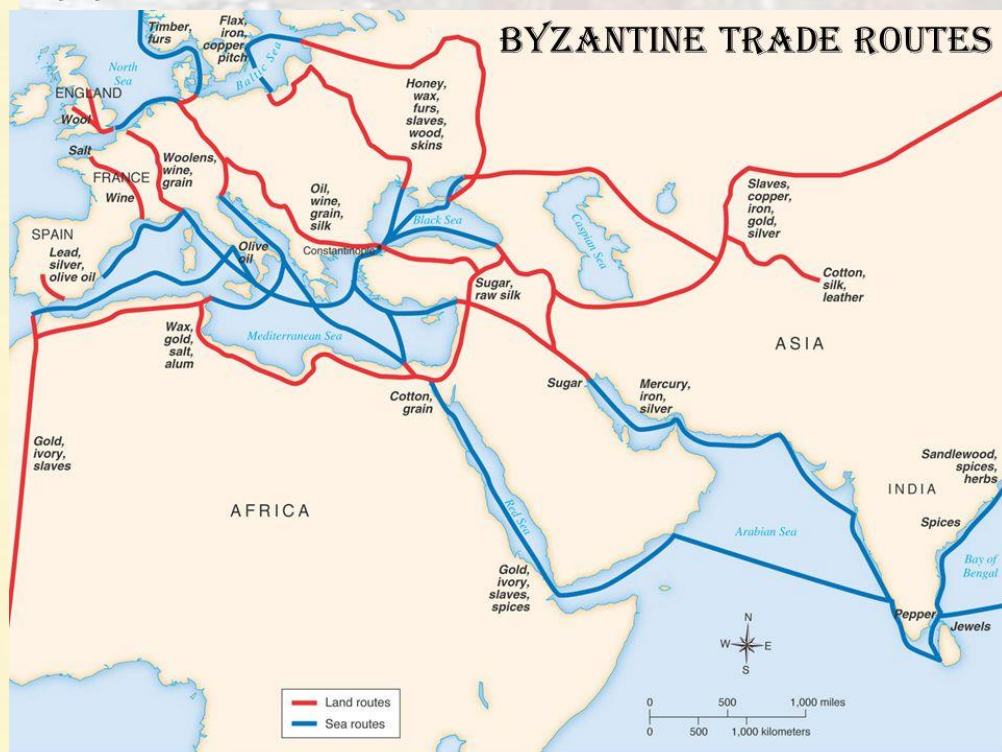 BYZANTINE TRADE ROUTES
Timber,
furs
Flax,
iron,
copper,
pitch
North
Sea
Baltic Sea
ENGLAND
Wool
Salt
FRANCE
Wine
Woolens,
wine,
grain
Honey,
wax,
furs,
slaves,
wood,
skins
SPAIN
Lead,
silver,
olive oil
Oil,
wine,
grain,
silk
Olive
oil
Constantinople
Black Sea
Caspian Sea
Slaves,
copper,
iron,
gold,
silver
Cotton,
silk,
leather
Sugar,
raw silk
Wax,
gold,
salt,
alum
Mediterranean Sea
ASIA
Cotton,
grain
Sugar
Mercury,
iron,
silver
Gold,
ivory,
slaves
AFRICA
Red Sea
Gold,
ivory,
slaves,
spices
Arabian Sea
INDIA
Sandlewood,
spices,
herbs
Spices
Bay of
Bengal
Pepper
Jewels
N
W
E
S
Land routes
Sea routes
0 500 1,000 miles
0 500 1,000 kilometers